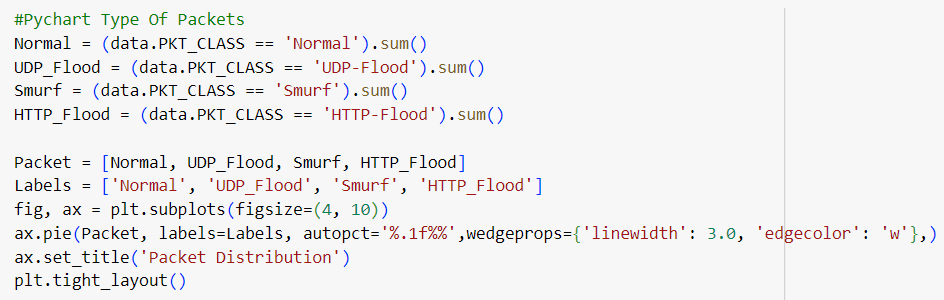 #Pychart Type Of Packets
Normal = (data.PKT_CLASS == 'Normal').sum()
UDP_Flood = (data.PKT_CLASS == 'UDP-Flood').sum()
Smurf = (data.PKT_CLASS == 'Smurf').sum()
HTTP_Flood = (data.PKT_CLASS == 'HTTP-Flood').sum()
Packet = [Normal, UDP_Flood, Smurf, HTTP_Flood]
Labels = ['Normal', 'UDP_Flood', 'Smurf', 'HTTP_Flood']
fig, ax = plt.subplots(figsize=(4, 10))
ax.pie(Packet, labels=Labels, autopct='%.1f%%',wedgeprops={'linewidth': 3.0, 'edgecolor': 'w'},)
ax.set_title('Packet Distribution')
plt.tight_layout()